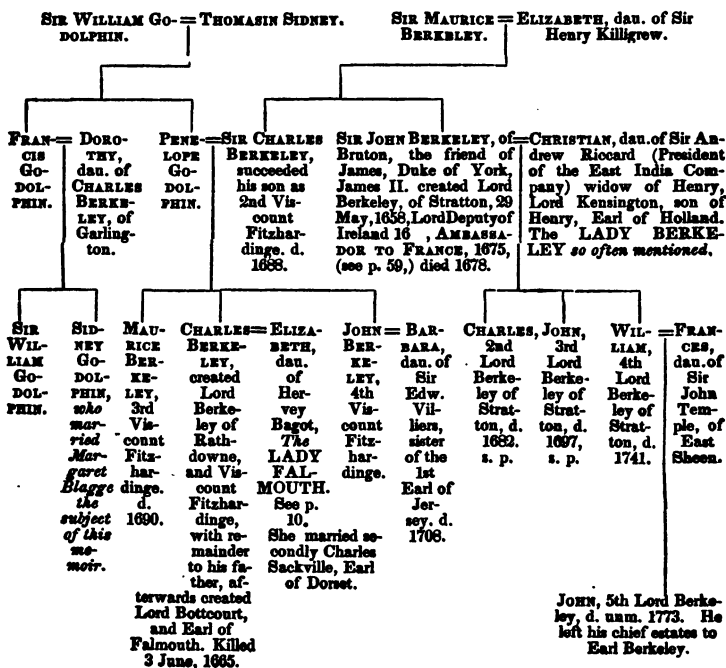 SIR WILLIAM GO-
DOLPHIN.
=
THOMASIN SIDNEY.
SIR MAURICE
BERKELEY.
=
ELIZABETH, dau. of Sir
Henry Killigrew.
FRAN-
CIS
GO-
DOL-
PHIN.
=
DORO-
THY,
dau. of
CHARLES
BERKE-
LEY, of
Garling-
ton.
PENE-
LOPE
GO-
DOL-
PHIN.
=
SIR CHARLES
BERKELEY,
succeeded
his son as
2nd Vis-
count
Fitzhar-
dinge. d.
1688.
SIR JOHN BERKELEY, of
Bruton, the friend of
James, Duke of York,
James II. created Lord
Berkeley, of Stratton, 29
May, 1658, Lord Deputy of
Ireland 16 , AMBASSA-
DOR TO FRANCE, 1675,
(see p. 59,) died 1678.
=
CHRISTIAN, dau. of Sir An-
drew Riccard (President
of the East India Com-
pany) widow of Henry,
Lord Kensington, son of
Henry, Earl of Holland.
The LADY BERKE-
LEY so often mentioned.
SIR
WIL-
LIAM
GO-
DOL-
PHIN.
SID-
NEY
GO-
DOL-
PHIN,
who
mar-
ried
Mar-
garet
Blagge
the
subject
of this
me-
moir.
MAU-
RICE
BER-
KE-
LEY,
3rd
Vis-
count
Fitz-
har-
dinge.
d.
1690.
CHARLES
BERKE-
LEY,
created
Lord
Berke-
ley of
Rath-
downe,
and Vis-
count
Fitzhar-
dinge,
with re-
mainder
to his fa-
ther, af-
terwards created
Lord Bottcourt,
and Earl of
Falmouth. Killed
3 June, 1665.
=
ELIZA-
BETH,
dau.
of
Her-
vey
Bagot,
The
LADY
FAL-
MOUTH.
See p.
10.
She married se-
condly Charles
Sackville, Earl
of Dorset.
JOHN
BER-
KE-
LEY,
4th
Vis-
count
Fitz-
har-
dinge.
=
BAR-
BARA,
dau. of
Sir
Edw.
Vil-
liers,
sister
of the
1st
Earl of
Jer-
sey. d.
1708.
CHARLES,
2nd
Lord
Berke-
ley of
Strat-
ton, d.
1682.
s. p.
JOHN,
3rd
Lord
Berke-
ley of
Strat-
ton, d.
1697,
s. p.
WIL-
LIAM,
4th
Lord
Berke-
ley of
Strat-
ton, d.
1741.
=
FRAN-
CES,
dau. of
Sir
John
Tem-
ple, of
East
Sheen.
JOHN, 5th Lord Berke-
ley, d. unm. 1773. He
left his chief estates to
Earl Berkeley.